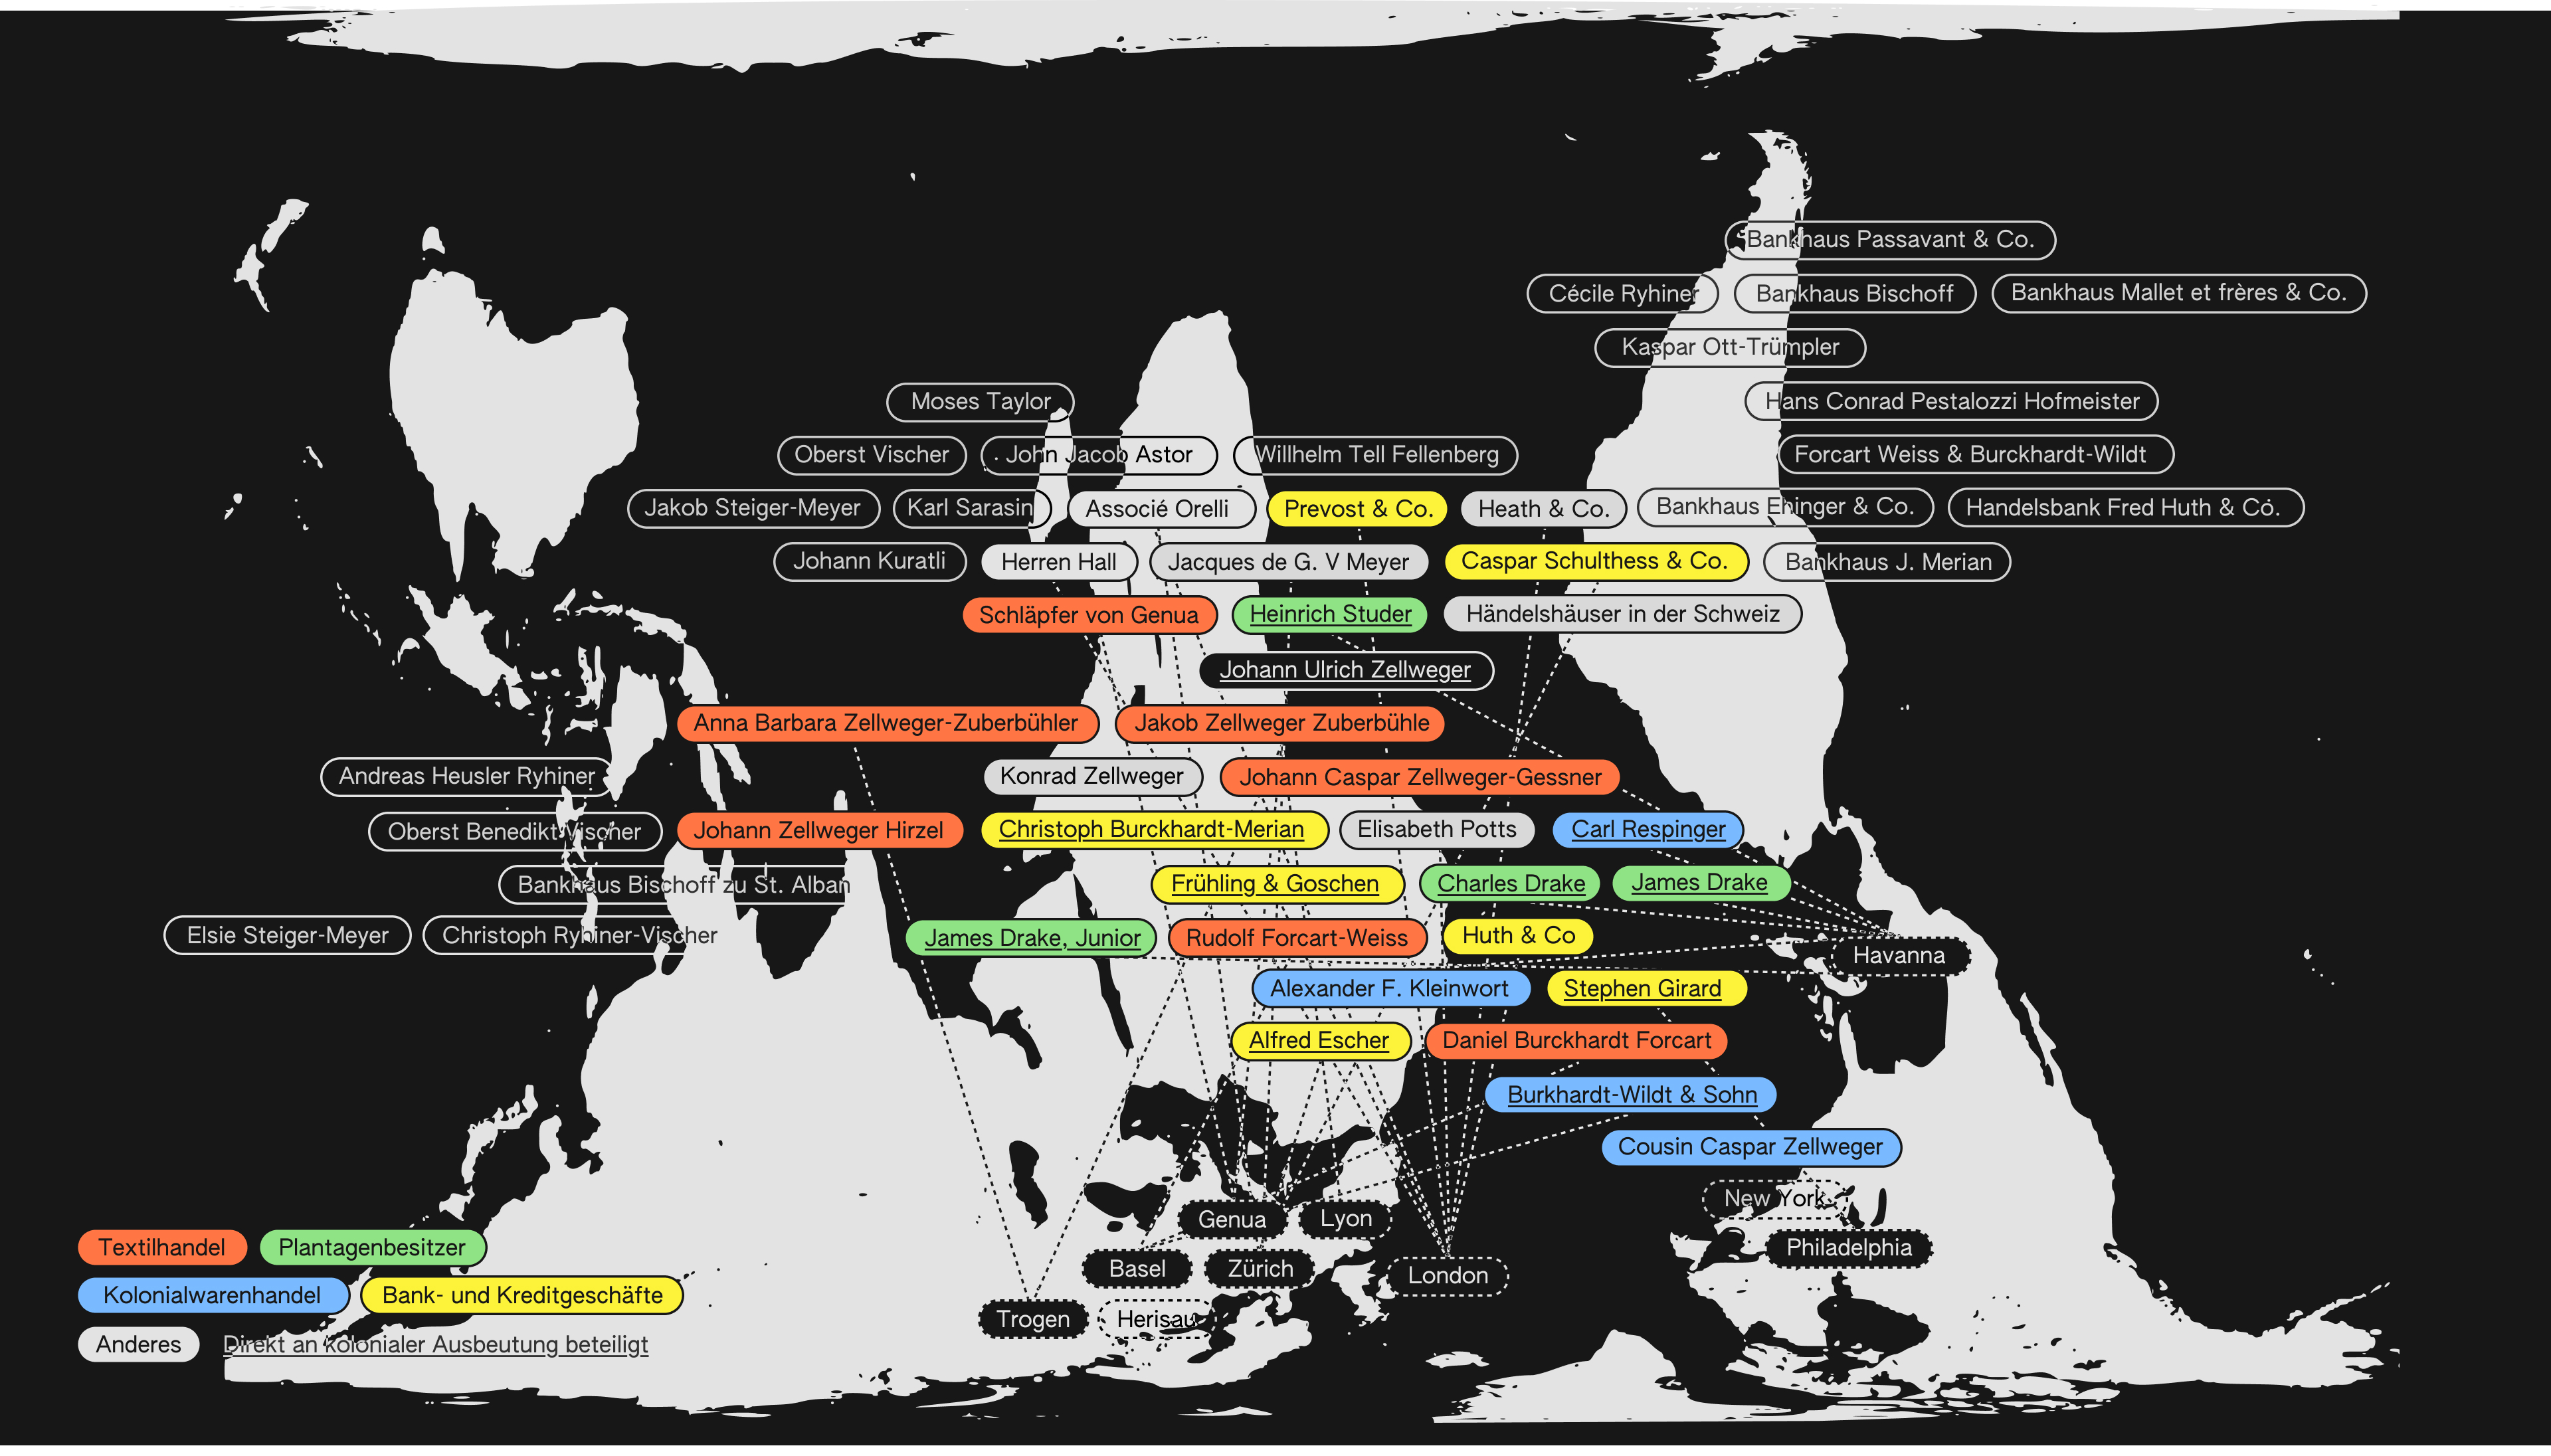 Bankhaus Passavant & Co.
Cécile Ryhiner
Bankhaus Bischoff
Bankhaus Mallet et frères & Co.
Kaspar Ott-Trümpler
Moses Taylor
Hans Conrad Pestalozzi Hofmeister
Oberst Vischer
John Jacob Astor
Willhelm Tell Fellenberg
Forcart Weiss & Burckhardt-Wildt
Jakob Steiger-Meyer
Karl Sarasin
Associé Orelli
Prevost & Co.
Heath & Co.
Bankhaus Ehinger & Co.
Handelsbank Fred Huth & Co.
Johann Kuratli
Herren Hall
Jacques de G. V Meyer
Caspar Schulthess & Co.
Bankhaus J. Merian
Schläpfer von Genua
Heinrich Studer
Händelshäuser in der Schweiz
Johann Ulrich Zellweger
Anna Barbara Zellweger-Zuberbühler
Jakob Zellweger Zuberbühle
Andreas Heusler Ryhiner
Konrad Zellweger
Johann Caspar Zellweger-Gessner
Oberst Benedikt Vischer
Johann Zellweger Hirzel
Christoph Burckhardt-Merian
Elisabeth Potts
Carl Respinger
Bankhaus Bischoff zu St. Alban
Frühling & Goschen
Charles Drake
James Drake
Elsie Steiger-Meyer
Christoph Ryhiner-Vischer
James Drake, Junior
Rudolf Forcart-Weiss
Huth & Co
Havanna
Alexander F. Kleinwort
Stephen Girard
Alfred Escher
Daniel Burckhardt Forcart
Burkhardt-Wildt & Sohn
Cousin Caspar Zellweger
New York
Genua
Lyon
Philadelphia
Basel
Zürich
London
Trogen
Herisau
Textilhandel
Plantagenbesitzer
Kolonialwarenhandel
Bank- und Kreditgeschäfte
Anderes
Direkt an kolonialer Ausbeutung beteiligt